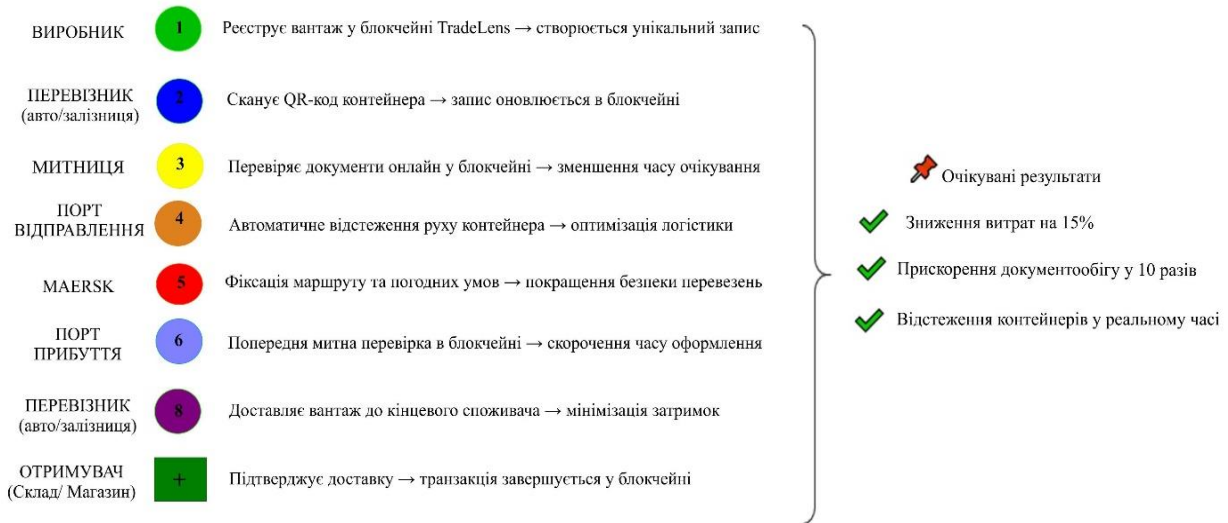 ВИРОБНИК
1
Реєструє вантаж у блокчейні TradeLens → створюється унікальний запис
ПЕРЕВІЗНИК
(авто/залізниця)
2
Сканує QR-код контейнера → запис оновлюється в блокчейні
МИТНИЦЯ
3
Перевіряє документи онлайн у блокчейні → зменшення часу очікування
ПОРТ
ВІДПРАВЛЕННЯ
4
Автоматичне відстеження руху контейнера → оптимізація логістики
MAERSK
5
Фіксація маршруту та погодних умов → покращення безпеки перевезень
ПОРТ
ПРИБУТТЯ
6
Попередня митна перевірка в блокчейні → скорочення часу оформлення
ПЕРЕВІЗНИК
(авто/залізниця)
8
Доставляє вантаж до кінцевого споживача → мінімізація затримок
ОТРИМУВАЧ
(Склад/ Магазин)
+
Підтверджує доставку → транзакція завершується у блокчейні
Очікувані результати
Зниження витрат на 15%
Прискорення документообігу у 10 разів
Відстеження контейнерів у реальному часі